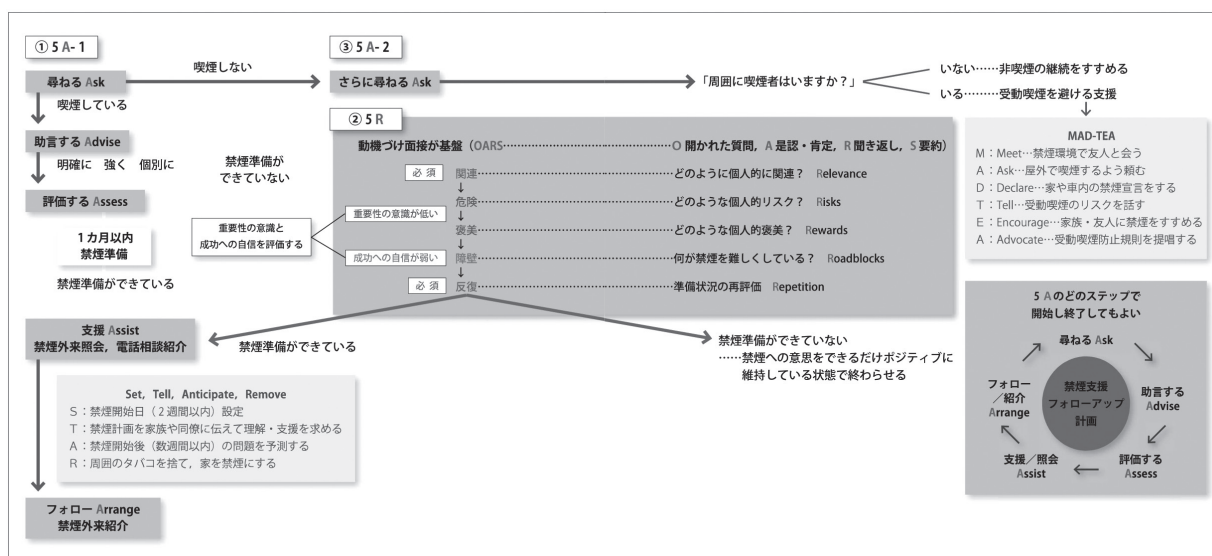 ① 5 A- 1
尋ねる Ask
喫煙しない
喫煙している
助言する Advise
明確に　強く　個別に
評価する Assess
1カ月以内
禁煙準備
禁煙準備ができている
禁煙準備が
できていない
③ 5 A- 2
さらに尋ねる Ask
「周囲に喫煙者はいますか？」
いない……非喫煙の継続をすすめる
いる………受動喫煙を避ける支援
② 5 R
動機づけ面接が基盤（OARS……………………………………O 開かれた質問，A 是認・肯定，R 聞き返し，S 要約）
必 須
関連……………………………………どのように個人的に関連？　Relevance
↓
危険……………………………………どのような個人的リスク？　Risks
重要性の意識が低い
↓
褒美……………………………………どのような個人的褒美？　Rewards
重要性の意識と
成功への自信を評価する
成功への自信が弱い
障壁……………………………………何が禁煙を難しくしている？　Roadblocks
↓
必 須
反復……………………………………準備状況の再評価　Repetition
MAD-TEA
M：Meet…禁煙環境で友人と会う
A：Ask…屋外で喫煙するよう頼む
D：Declare…家や車内の禁煙宣言をする
T：Tell…受動喫煙のリスクを話す
E：Encourage…家族・友人に禁煙をすすめる
A：Advocate…受動喫煙防止規則を提唱する
禁煙準備ができている
禁煙準備ができていない
……禁煙への意思をできるだけポジティブに
維持している状態で終わらせる
支援 Assist
禁煙外来照会，電話相談紹介
Set，Tell，Anticipate，Remove
S：禁煙開始日（2週間以内）設定
T：禁煙計画を家族や同僚に伝えて理解・支援を求める
A：禁煙開始後（数週間以内）の問題を予測する
R：周囲のタバコを捨て，家を禁煙にする
フォロー Arrange
禁煙外来紹介
5 Aのどのステップで
開始し終了してもよい
尋ねる Ask
助言する
Advise
評価する
Assess
支援／照会
Assist
フォロー
／紹介
Arrange
禁煙支援
フォローアップ
計画